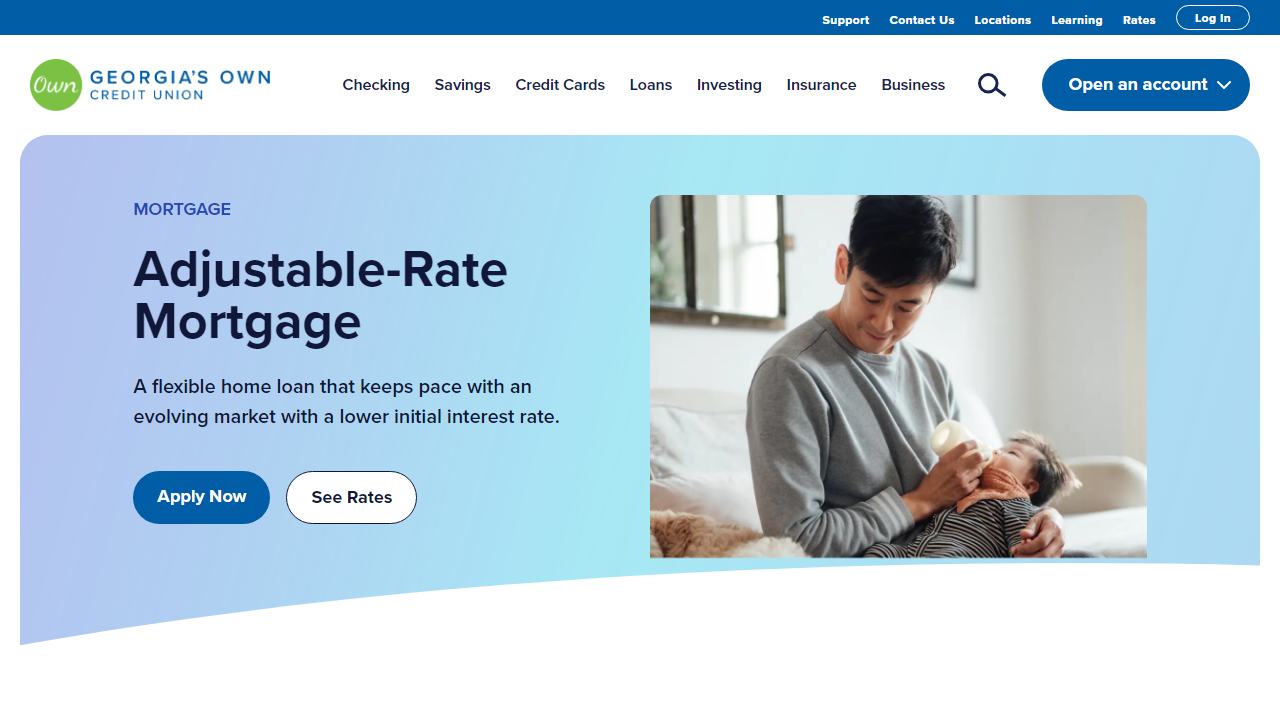 Support Contact Us Locations Learning Rates Log In
Own GEORGIA'S OWN
CREDIT UNION
Checking Savings Credit Cards Loans Investing Insurance Business Open an account
MORTGAGE
Adjustable-Rate
Mortgage
A flexible home loan that keeps pace with an
evolving market with a lower initial interest rate.
Apply Now See Rates